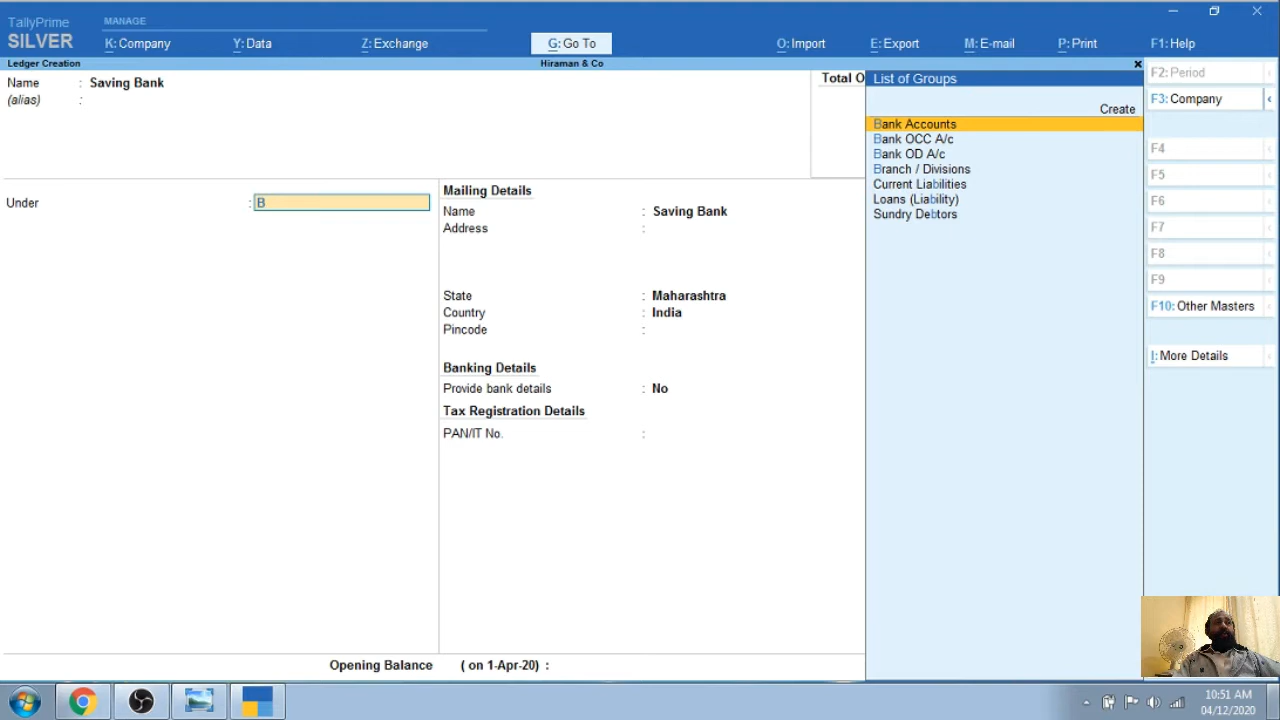 TallyPrime
MANAGE
SILVER
K: Company
Y: Data
Z: Exchange
G: Go To
O: Import
E: Export
M: E-mail
P: Print
F1: Help
Ledger Creation
Hiraman & Co
Name : Saving Bank
(alias) :
Total O
List of Groups
Create
Bank Accounts
Bank OCC A/c
Bank OD A/c
Branch / Divisions
Current Liabilities
Loans (Liability)
Sundry Debtors
Under : B
Mailing Details
Name : Saving Bank
Address :
State : Maharashtra
Country : India
Pincode :
Banking Details
Provide bank details : No
Tax Registration Details
PAN/IT No. :
Opening Balance ( on 1-Apr-20) :
F2: Period
F3: Company
F4
F5
F6
F7
F8
F9
F10: Other Masters
I: More Details
10:51 AM
04/12/2020